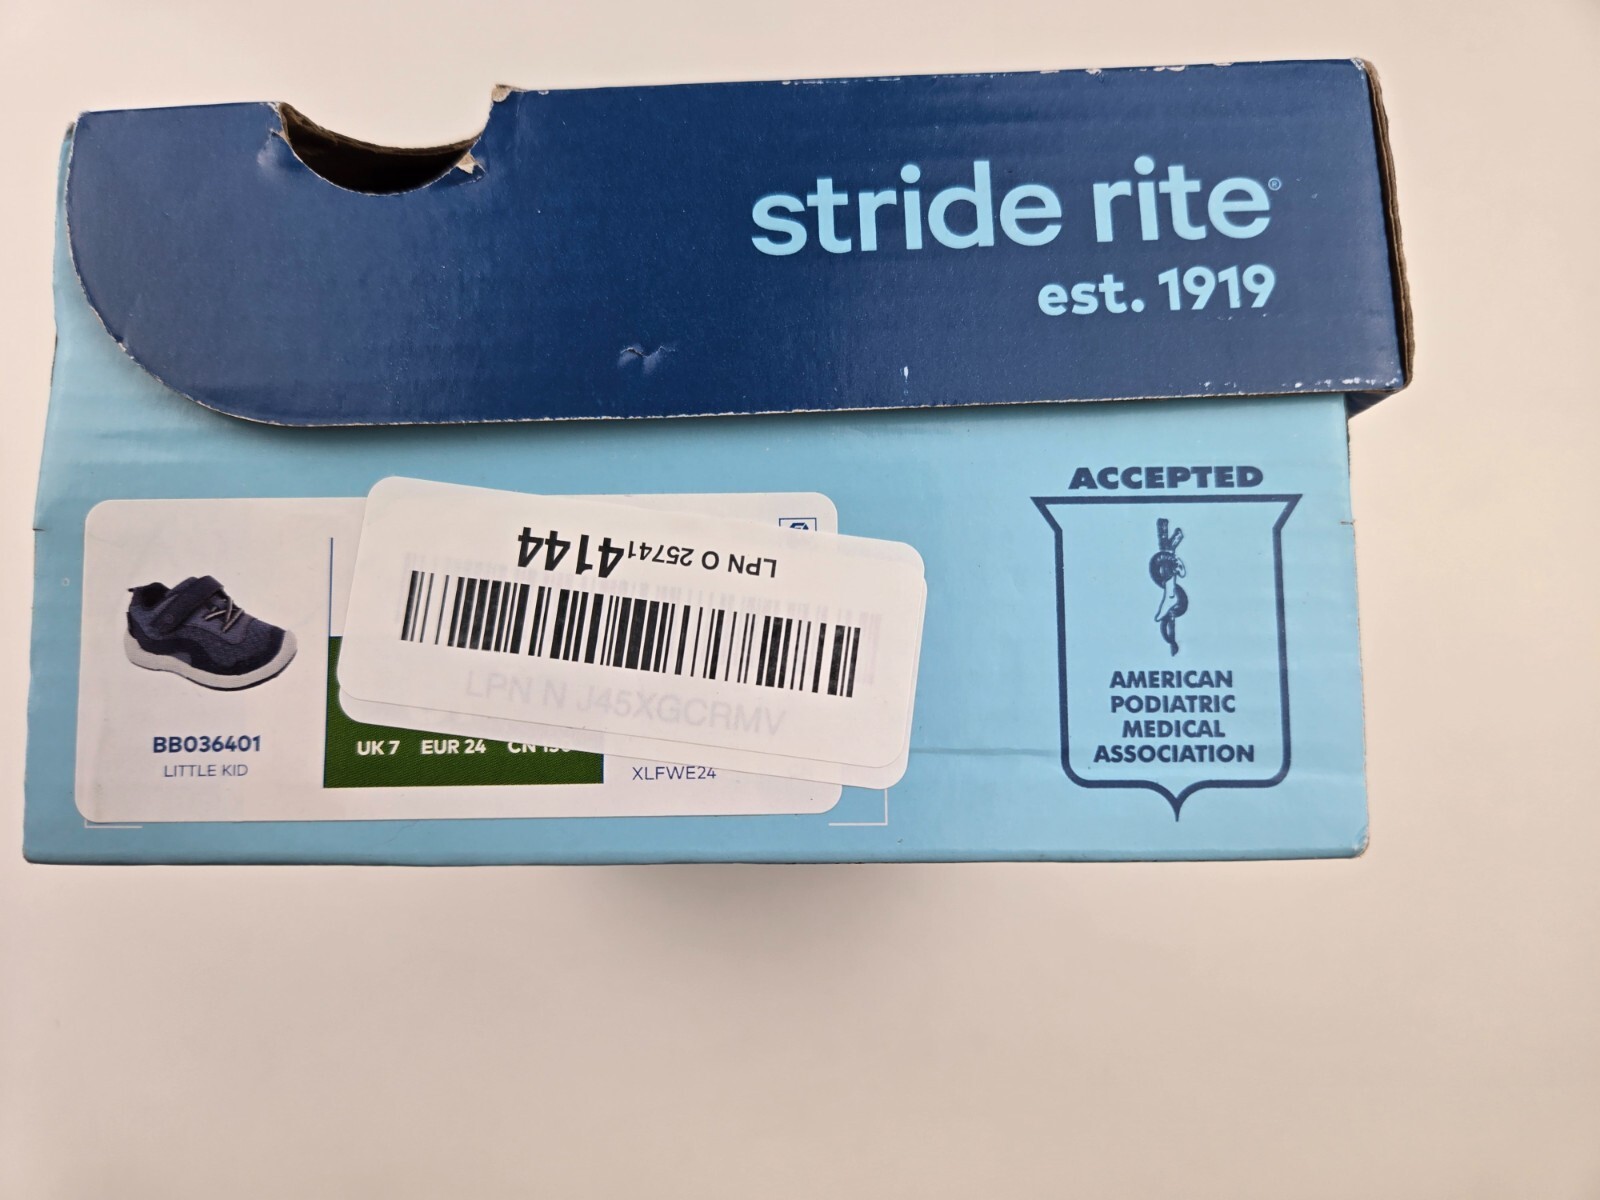 stride rite®
est. 1919
ACCEPTED
AMERICAN
PODIATRIC
MEDICAL
ASSOCIATION
LPN O 257414144
LPN N J45XGCRMV
BB036401
LITTLE KID
UK 7 EUR 24 CN
XLFWE24